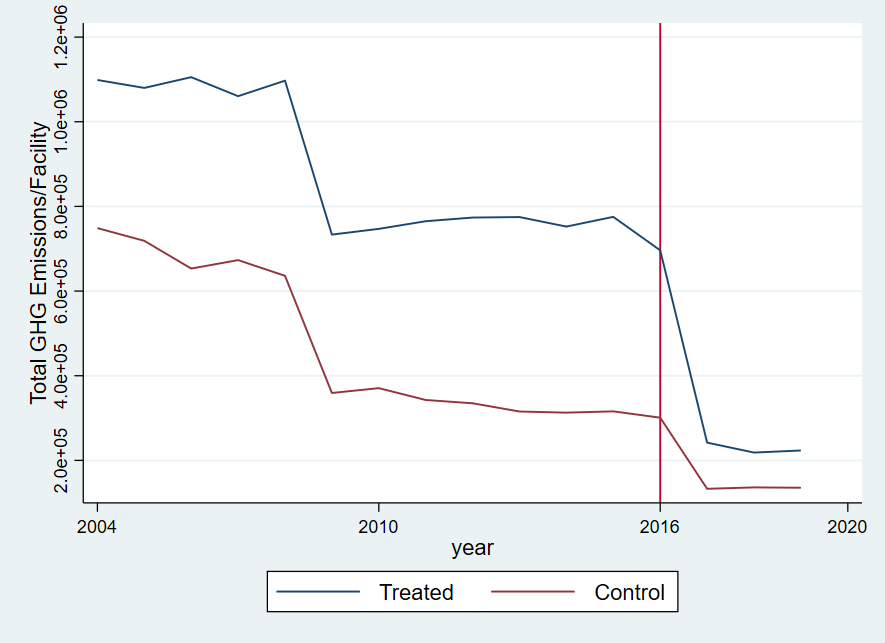 Total GHG Emissions/Facility
1.2e+06
1.0e+06
8.0e+05
6.0e+05
4.0e+05
2.0e+05
2004 2010 2016 2020
year
Treated Control